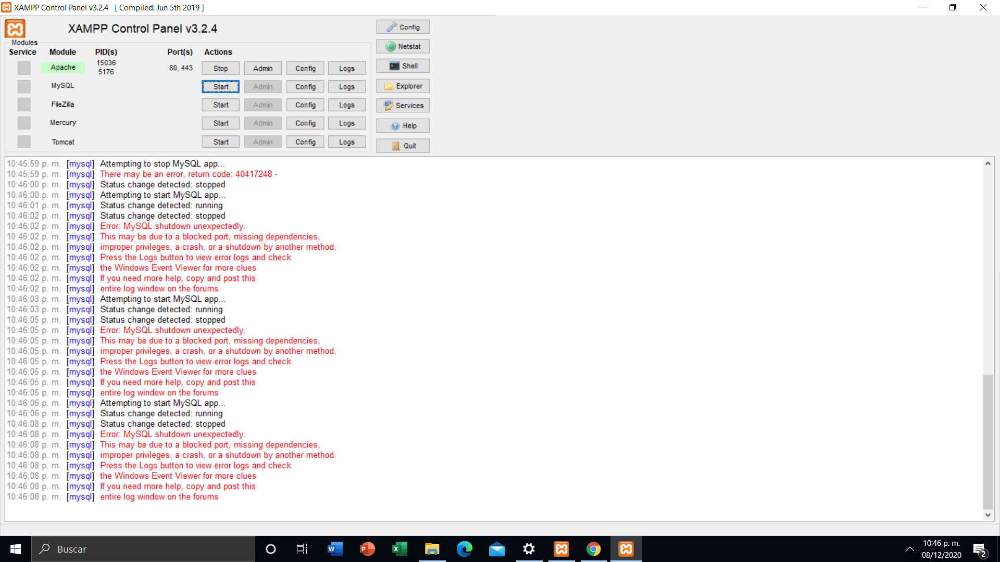 XAMPP Control Panel v3.2.4 [ Compiled: Jun 5th 2019 ]
XAMPP Control Panel v3.2.4
Modules
Service Module PID(s) Port(s) Actions
Apache 15036 5176 80, 443 Stop Admin Config Logs
MySQL Start Admin Config Logs
FileZilla Start Admin Config Logs
Mercury Start Admin Config Logs
Tomcat Start Admin Config Logs
Config
Netstat
Shell
Explorer
Services
Help
Quit
10:45:59 p. m. [mysql] Attempting to stop MySQL app...
10:45:59 p. m. [mysql] There may be an error, return code: 40417248 -
10:46:00 p. m. [mysql] Status change detected: stopped
10:46:00 p. m. [mysql] Attempting to start MySQL app...
10:46:01 p. m. [mysql] Status change detected: running
10:46:02 p. m. [mysql] Status change detected: stopped
10:46:02 p. m. [mysql] Error: MySQL shutdown unexpectedly.
10:46:02 p. m. [mysql] This may be due to a blocked port, missing dependencies,
10:46:02 p. m. [mysql] improper privileges, a crash, or a shutdown by another method.
10:46:02 p. m. [mysql] Press the Logs button to view error logs and check
10:46:02 p. m. [mysql] the Windows Event Viewer for more clues
10:46:02 p. m. [mysql] If you need more help, copy and post this
10:46:02 p. m. [mysql] entire log window on the forums
10:46:03 p. m. [mysql] Attempting to start MySQL app...
10:46:03 p. m. [mysql] Status change detected: running
10:46:05 p. m. [mysql] Status change detected: stopped
10:46:05 p. m. [mysql] Error: MySQL shutdown unexpectedly.
10:46:05 p. m. [mysql] This may be due to a blocked port, missing dependencies,
10:46:05 p. m. [mysql] improper privileges, a crash, or a shutdown by another method.
10:46:05 p. m. [mysql] Press the Logs button to view error logs and check
10:46:05 p. m. [mysql] the Windows Event Viewer for more clues
10:46:05 p. m. [mysql] If you need more help, copy and post this
10:46:05 p. m. [mysql] entire log window on the forums
10:46:06 p. m. [mysql] Attempting to start MySQL app...
10:46:06 p. m. [mysql] Status change detected: running
10:46:08 p. m. [mysql] Status change detected: stopped
10:46:08 p. m. [mysql] Error: MySQL shutdown unexpectedly.
10:46:08 p. m. [mysql] This may be due to a blocked port, missing dependencies,
10:46:08 p. m. [mysql] improper privileges, a crash, or a shutdown by another method.
10:46:08 p. m. [mysql] Press the Logs button to view error logs and check
10:46:08 p. m. [mysql] the Windows Event Viewer for more clues
10:46:08 p. m. [mysql] If you need more help, copy and post this
10:46:08 p. m. [mysql] entire log window on the forums
Buscar
10:46 p. m.
08/12/2020
2